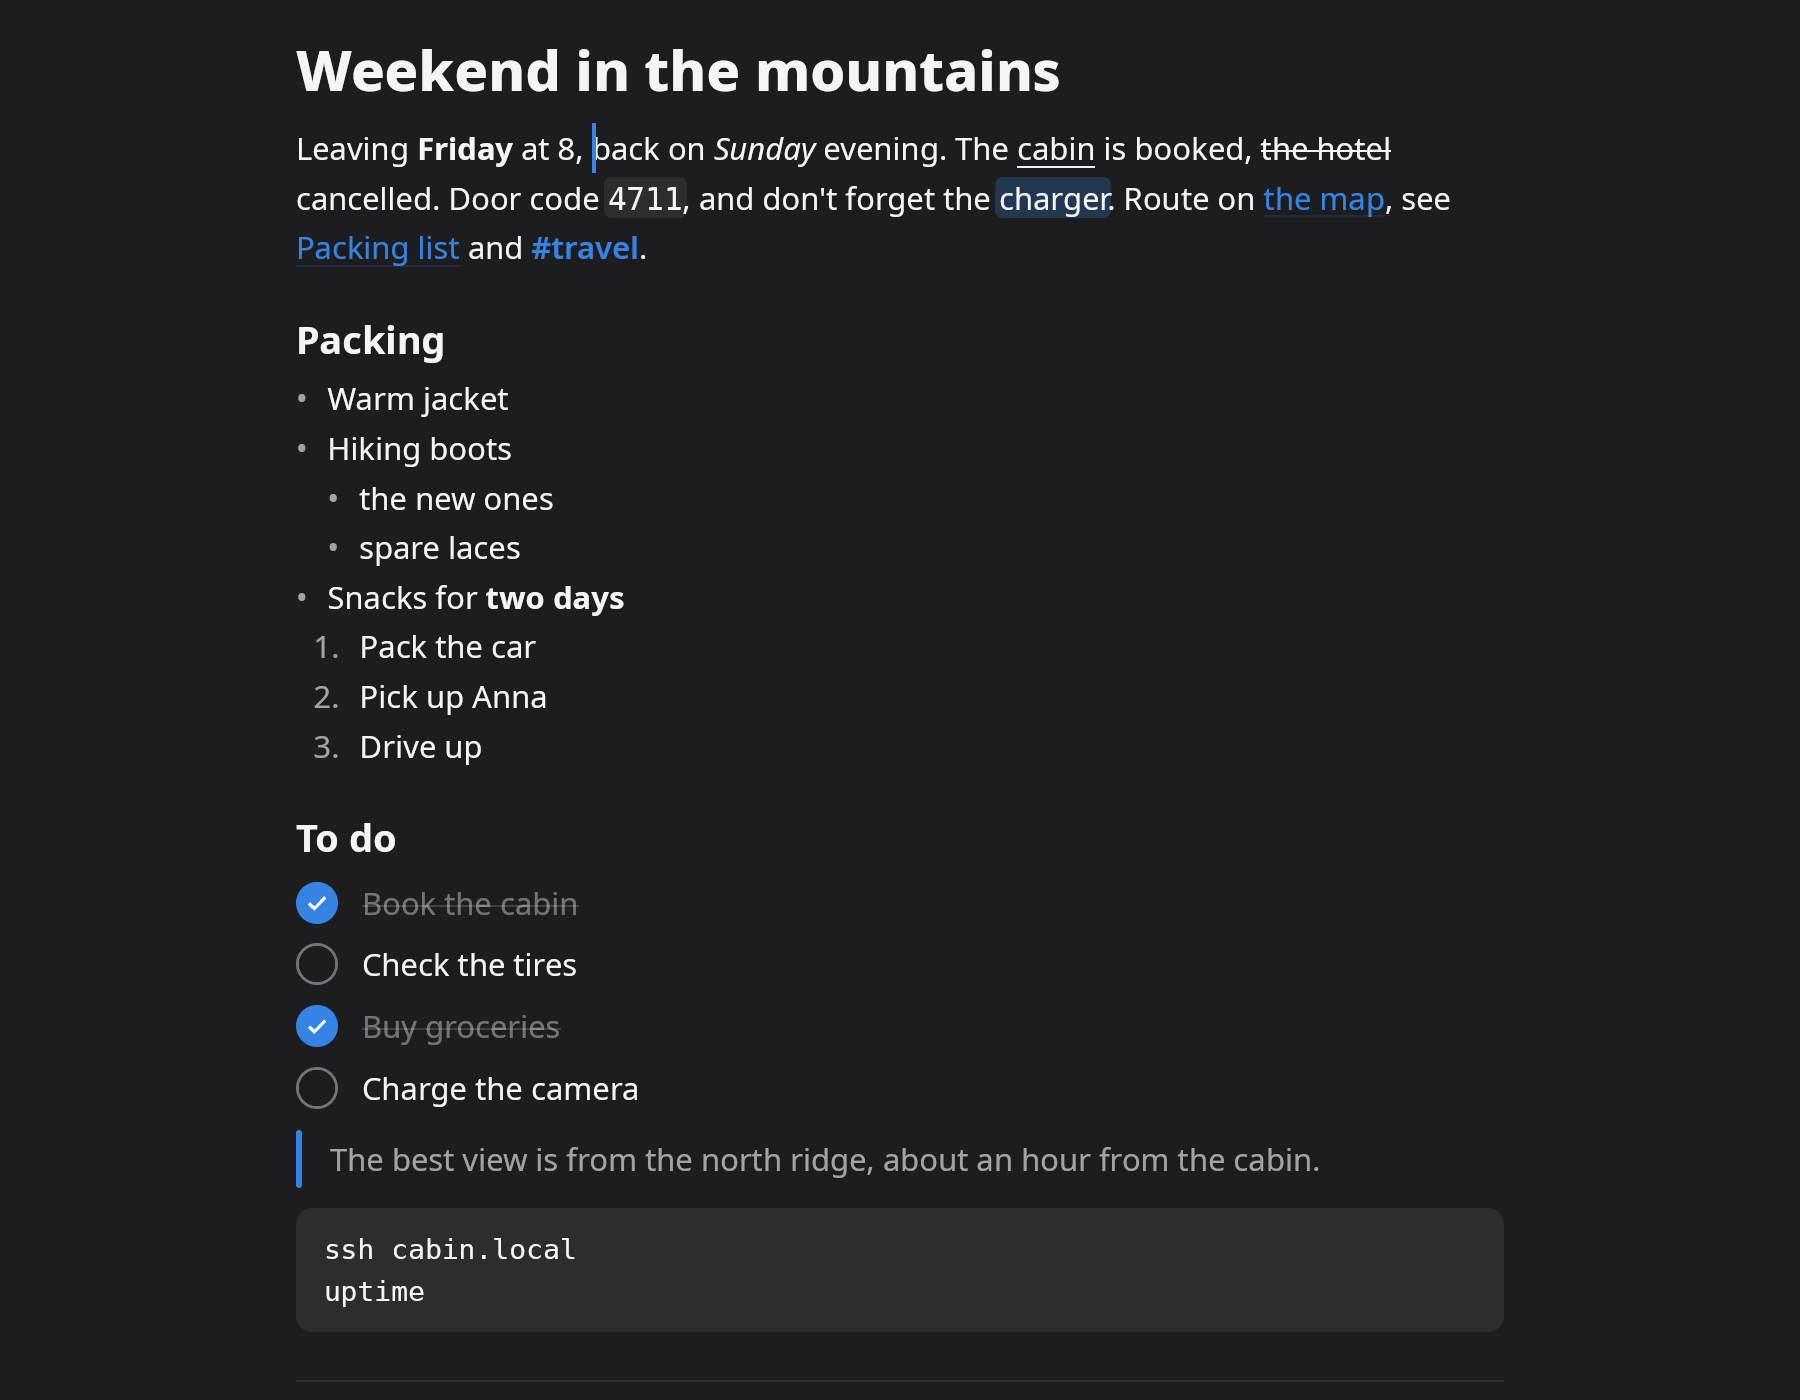 Weekend in the mountains
Leaving Friday at 8, back on Sunday evening. The cabin is booked, the hotel
cancelled. Door code 4711, and don't forget the charger. Route on the map, see
Packing list and #travel.
Packing
• Warm jacket
• Hiking boots
• the new ones
• spare laces
• Snacks for two days
1. Pack the car
2. Pick up Anna
3. Drive up
To do
Book the cabin
Check the tires
Buy groceries
Charge the camera
The best view is from the north ridge, about an hour from the cabin.
ssh cabin.local
uptime